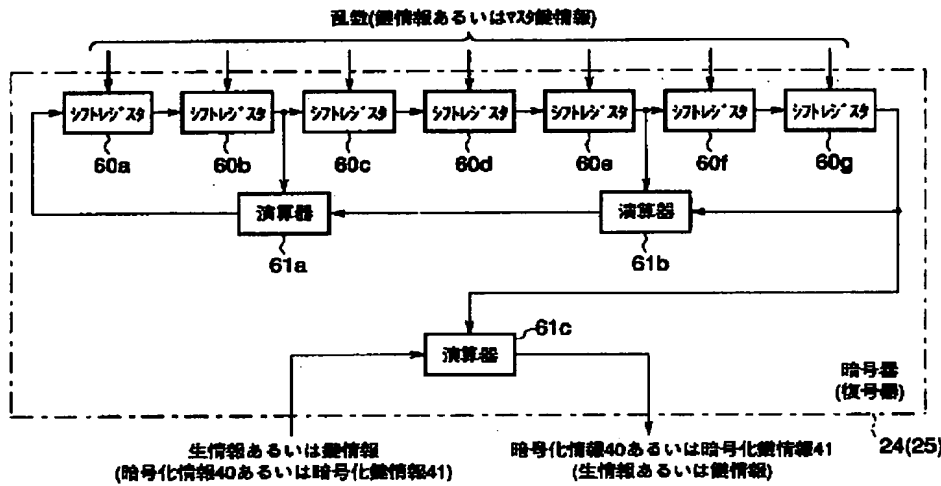 乱数(鍵情報あるいはマスタ鍵情報)
シフトレジスタ シフトレジスタ シフトレジスタ シフトレジスタ シフトレジスタ シフトレジスタ シフトレジスタ
60a 60b 60c 60d 60e 60f 60g
演算器 演算器
61a 61b
61c
演算器
暗号器
(復号器)
24(25)
生情報あるいは鍵情報
(暗号化情報40あるいは暗号化鍵情報41)
暗号化情報40あるいは暗号化鍵情報41
(生情報あるいは鍵情報)